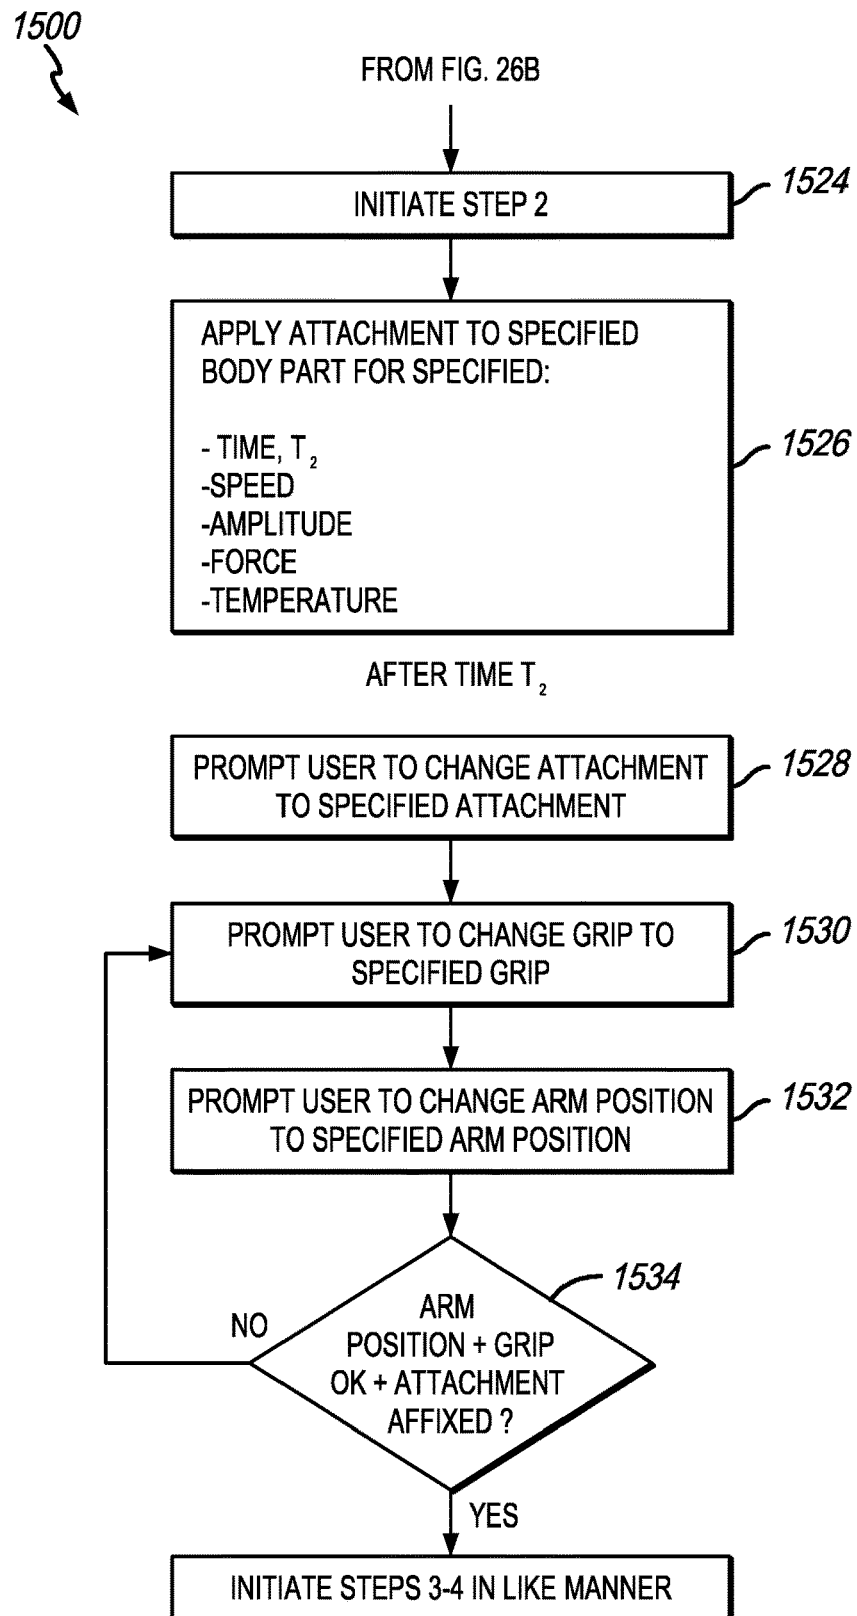 1500
FROM FIG. 26B
INITIATE STEP 2
1524
APPLY ATTACHMENT TO SPECIFIED
BODY PART FOR SPECIFIED:
- TIME, T₂
-SPEED
-AMPLITUDE
-FORCE
-TEMPERATURE
1526
AFTER TIME T₂
PROMPT USER TO CHANGE ATTACHMENT
TO SPECIFIED ATTACHMENT
1528
PROMPT USER TO CHANGE GRIP TO
SPECIFIED GRIP
1530
PROMPT USER TO CHANGE ARM POSITION
TO SPECIFIED ARM POSITION
1532
ARM
POSITION + GRIP
OK + ATTACHMENT
AFFIXED ?
1534
NO
YES
INITIATE STEPS 3-4 IN LIKE MANNER